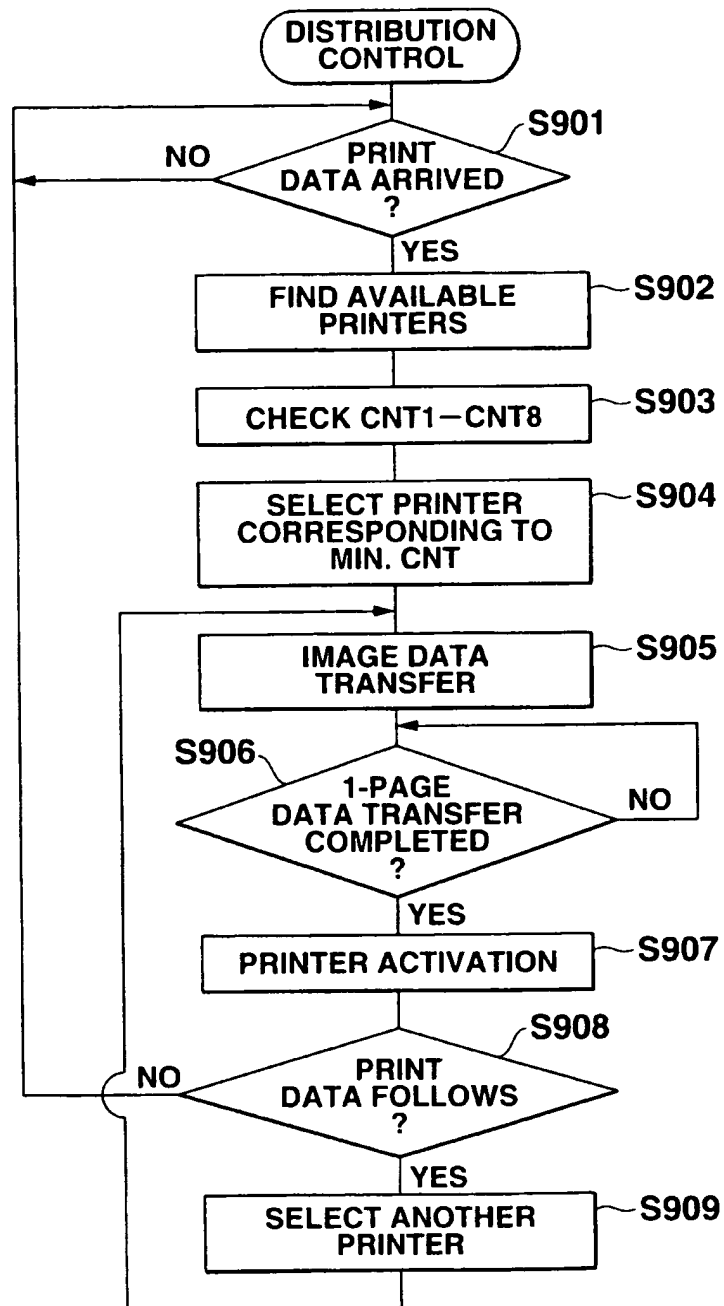 DISTRIBUTION
CONTROL
S901
NO
PRINT
DATA ARRIVED
?
YES
S902
FIND AVAILABLE
PRINTERS
S903
CHECK CNT1—CNT8
S904
SELECT PRINTER
CORRESPONDING TO
MIN. CNT
S905
IMAGE DATA
TRANSFER
S906
1-PAGE
DATA TRANSFER
COMPLETED
?
NO
YES
S907
PRINTER ACTIVATION
S908
NO
PRINT
DATA FOLLOWS
?
YES
S909
SELECT ANOTHER
PRINTER